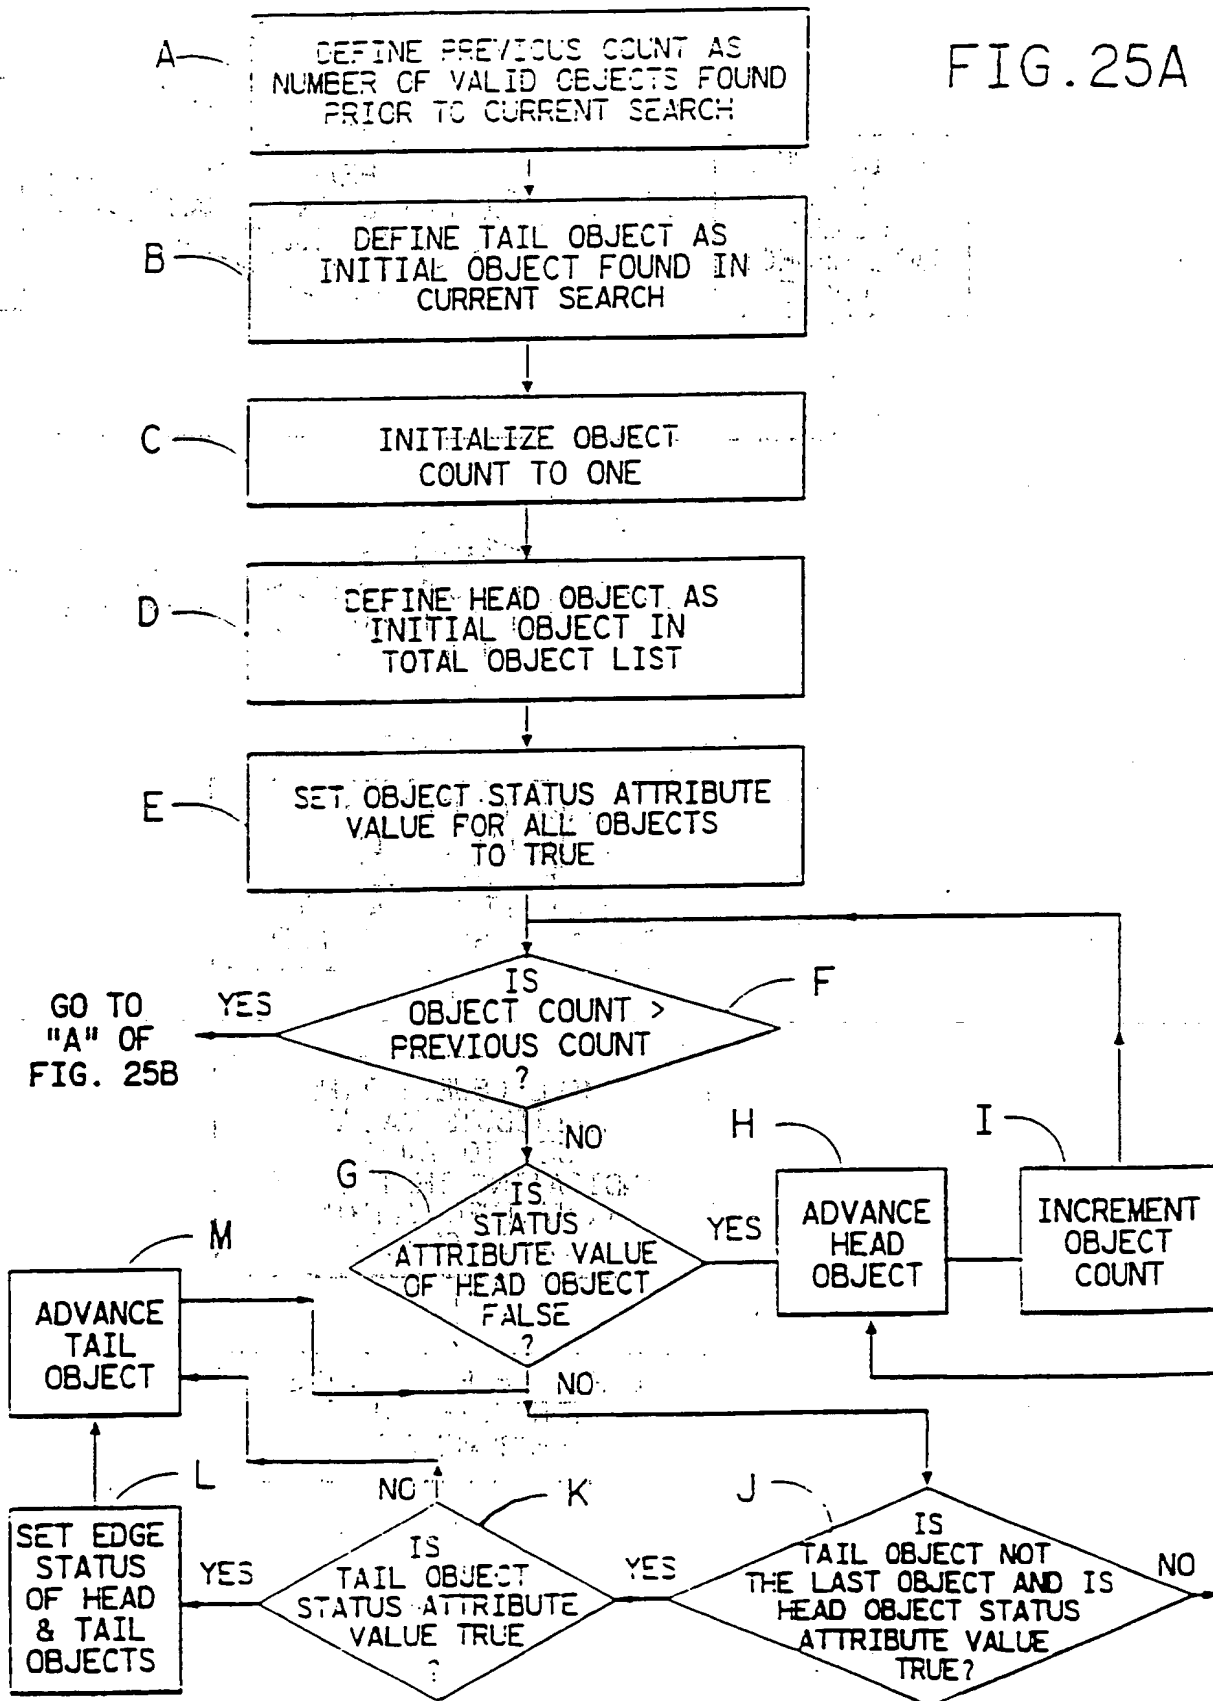 FIG.25A
A
DEFINE PREVIOUS COUNT AS
NUMBER OF VALID OBJECTS FOUND
PRIOR TO CURRENT SEARCH
B
DEFINE TAIL OBJECT AS
INITIAL OBJECT FOUND IN
CURRENT SEARCH
C
INITIALIZE OBJECT
COUNT TO ONE
D
DEFINE HEAD OBJECT AS
INITIAL OBJECT IN
TOTAL OBJECT LIST
E
SET OBJECT STATUS ATTRIBUTE
VALUE FOR ALL OBJECTS
TO TRUE
F
IS
OBJECT COUNT >
PREVIOUS COUNT
?
YES
GO TO
"A" OF
FIG. 25B
NO
G
IS
STATUS
ATTRIBUTE VALUE
OF HEAD OBJECT
FALSE
?
YES
H
ADVANCE
HEAD
OBJECT
I
INCREMENT
OBJECT
COUNT
NO
M
ADVANCE
TAIL
OBJECT
J
IS
TAIL OBJECT NOT
THE LAST OBJECT AND IS
HEAD OBJECT STATUS
ATTRIBUTE VALUE
TRUE?
NO
YES
K
IS
TAIL OBJECT
STATUS ATTRIBUTE
VALUE TRUE
?
NO
YES
L
SET EDGE
STATUS
OF HEAD
& TAIL
OBJECTS